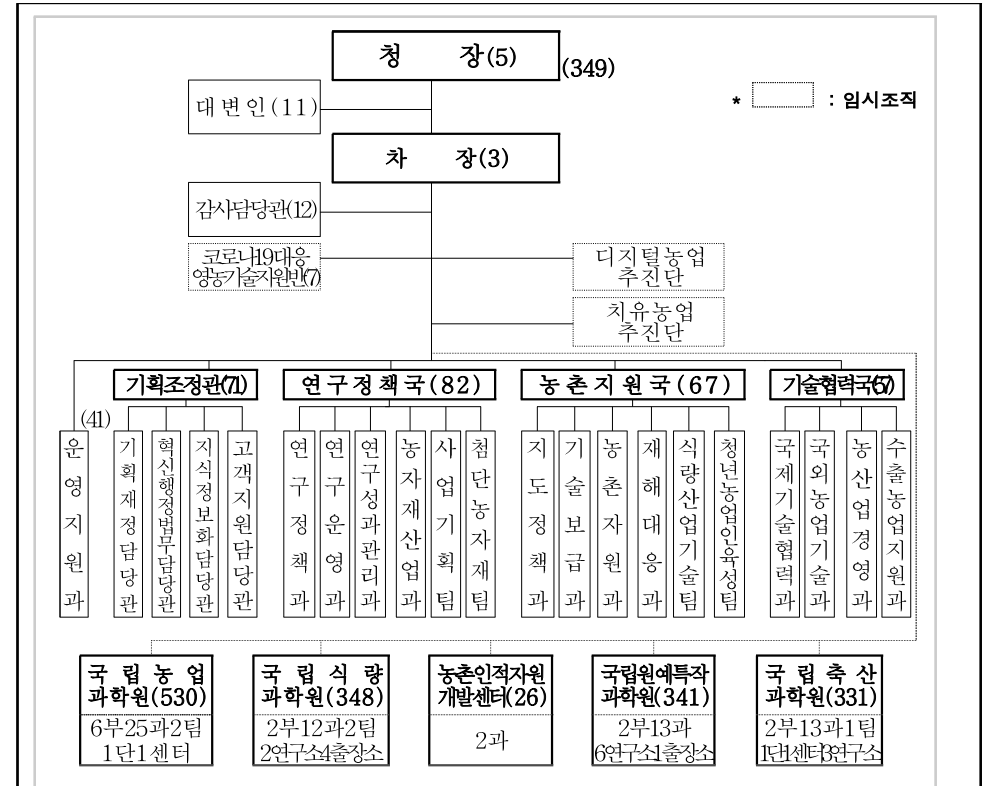 청 장(5)
(349)
대변인(11)
* : 임시조직
차 장(3)
감사담당관(12)
코로나19대응
영농기술지원반(7)
디지털농업
추진단
치유농업
추진단
기획조정관(71)
연구정책국(82)
농촌지원국(67)
기술협력국(57)
(41)
운영지원과
기획재정담당관
혁신행정법무담당관
지식정보화담당관
고객지원담당관
연구정책과
연구운영과
연구성과관리과
농자재산업과
사업기획팀
첨단농자재팀
지도정책과
기술보급과
농촌자원과
재해대응과
식량산업기술팀
청년농업인육성팀
국제기술협력과
국외농업기술과
농산업경영과
수출농업지원과
국립농업
과학원(530)
6부25과2팀
1단1센터
국립식량
과학원(348)
2부12과2팀
2연구소4출장소
농촌인적자원
개발센터(26)
2과
국립원예특작
과학원(341)
2부13과
6연구소1출장소
국립축산
과학원(331)
2부13과1팀
1단1센터3연구소